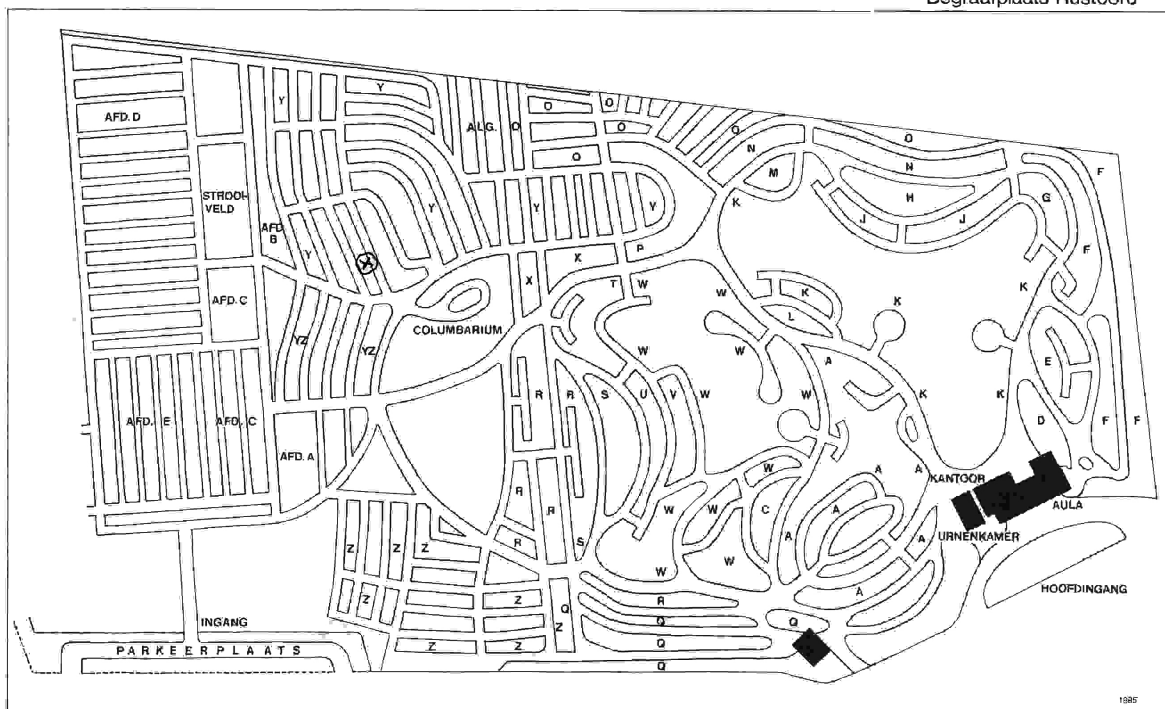 Begraafplaats Rustoord
AFD. D
Y
Y
ALG.
O
O
O
O
O
O
N
M
O
N
H
J
J
G
F
F
STROOI-
VELD
AFD.
B
Y
Y
Y
Y
K
P
X
X
T
W
W
K
K
K
AFD. C
COLUMBARIUM
L
YZ
YZ
W
W
A
E
R
R
S
U
V
W
W
K
K
D
F
F
AFD. E
AFD. C
AFD. A
W
A
A
KANTOOR
AULA
R
R
R
S
W
W
C
A
A
A
URNENKAMER
Z
Z
Z
W
W
A
HOOFDINGANG
Z
Z
Q
Z
R
Q
Q
Q
INGANG
Z
Z
Q
PARKEERPLAATS
1995